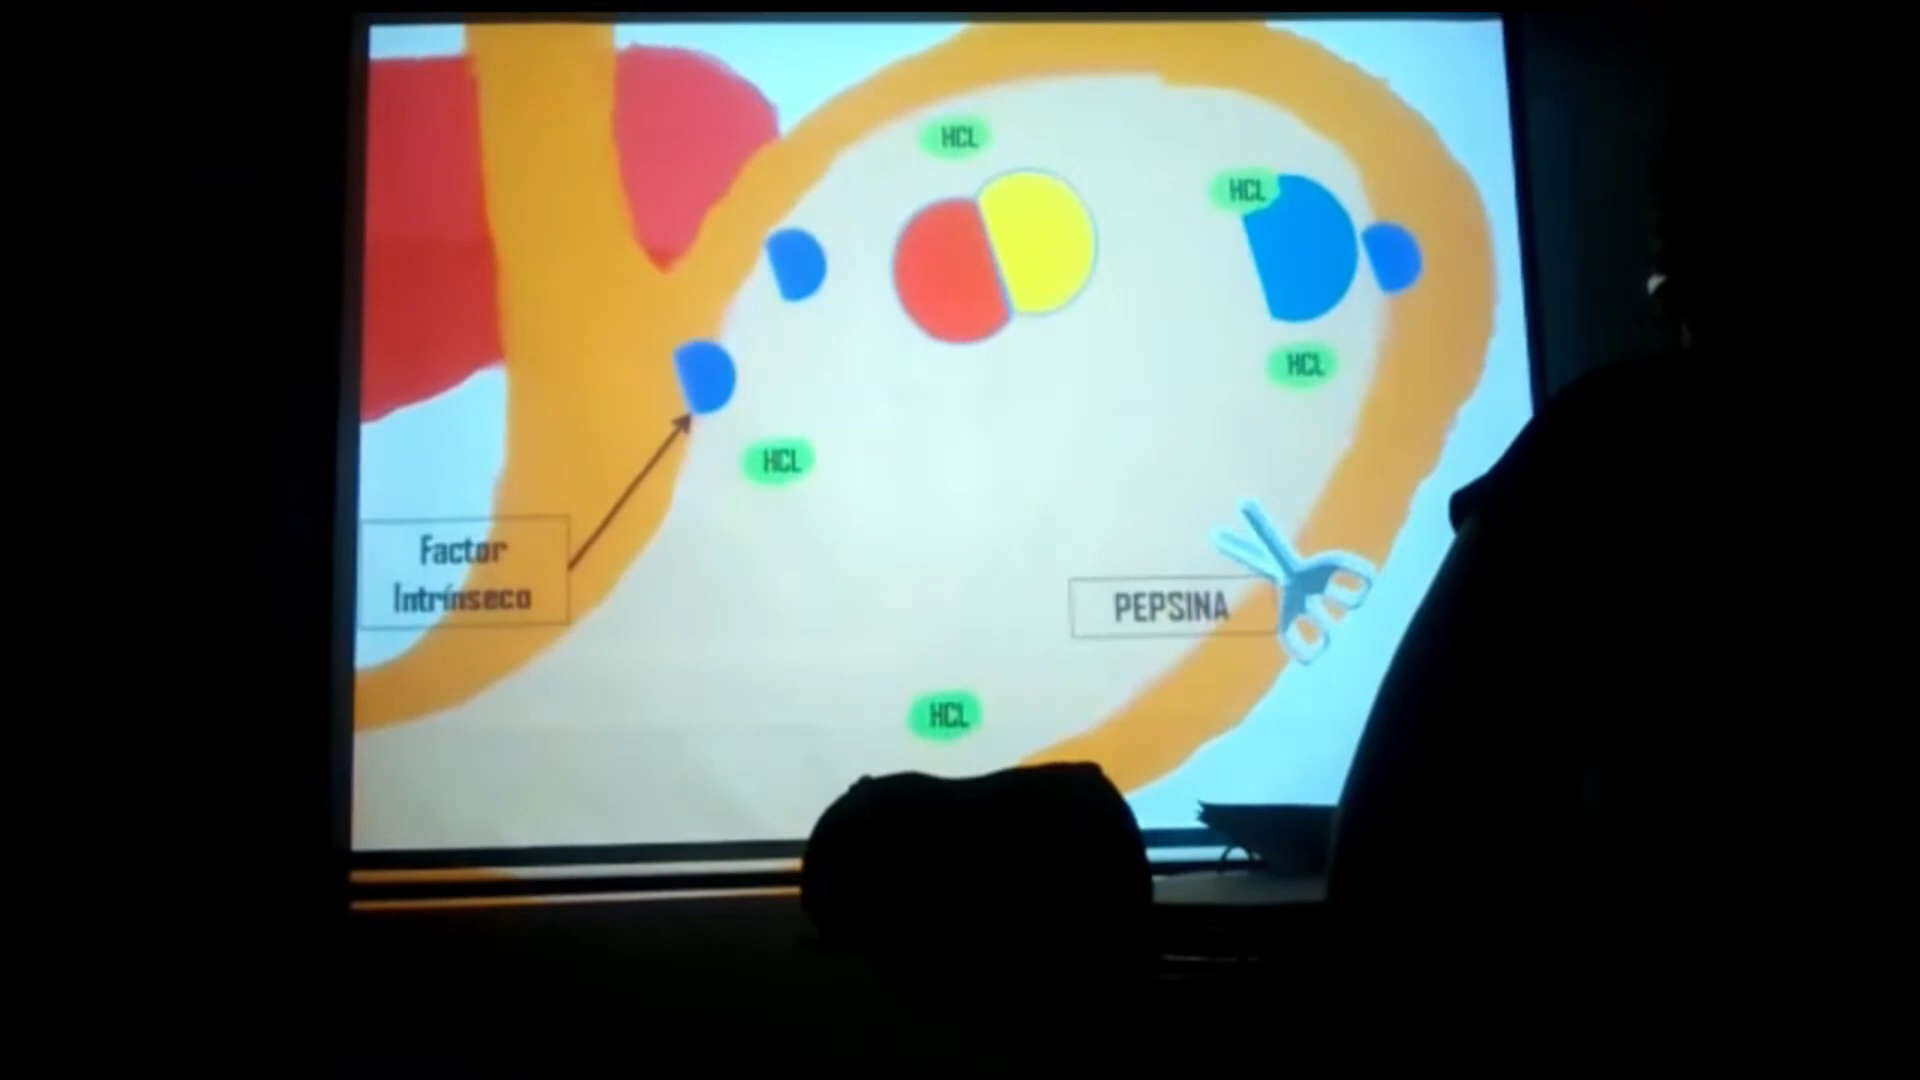 HCL
HCL
HCL
HCL
Factor
Intrínseco
PEPSINA
HCL